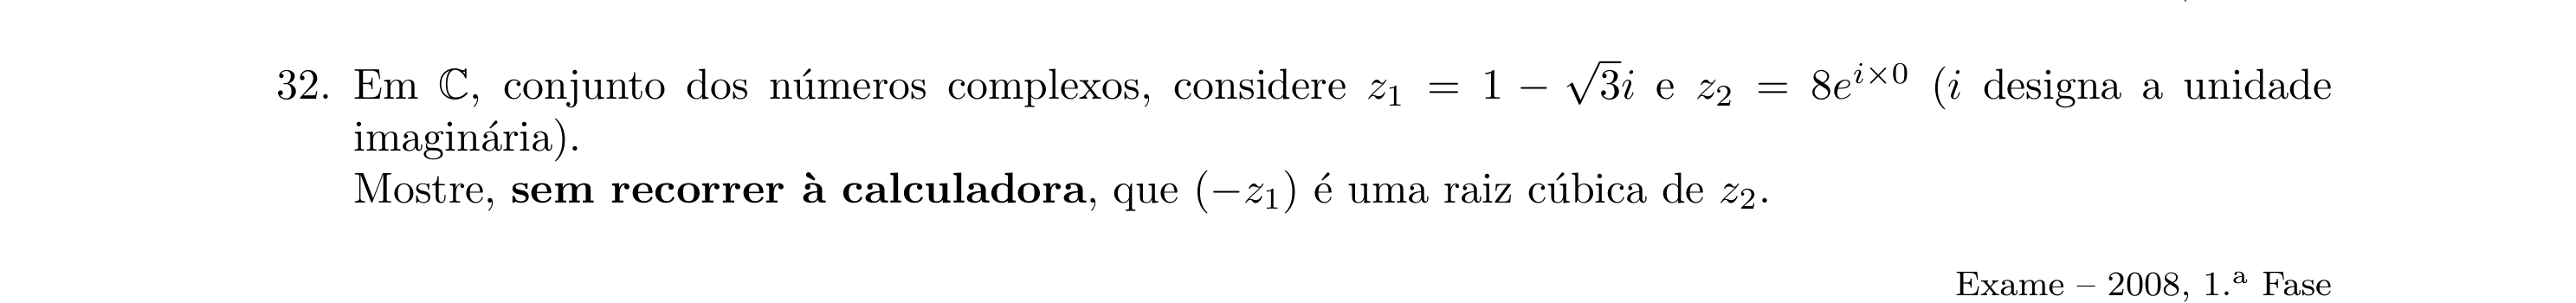 32. Em ℂ, conjunto dos números complexos, considere z₁ = 1 − √3i e z₂ = 8e^{i×0} (i designa a unidade
imaginária).
Mostre, sem recorrer à calculadora, que (−z₁) é uma raiz cúbica de z₂.
Exame – 2008, 1.ª Fase